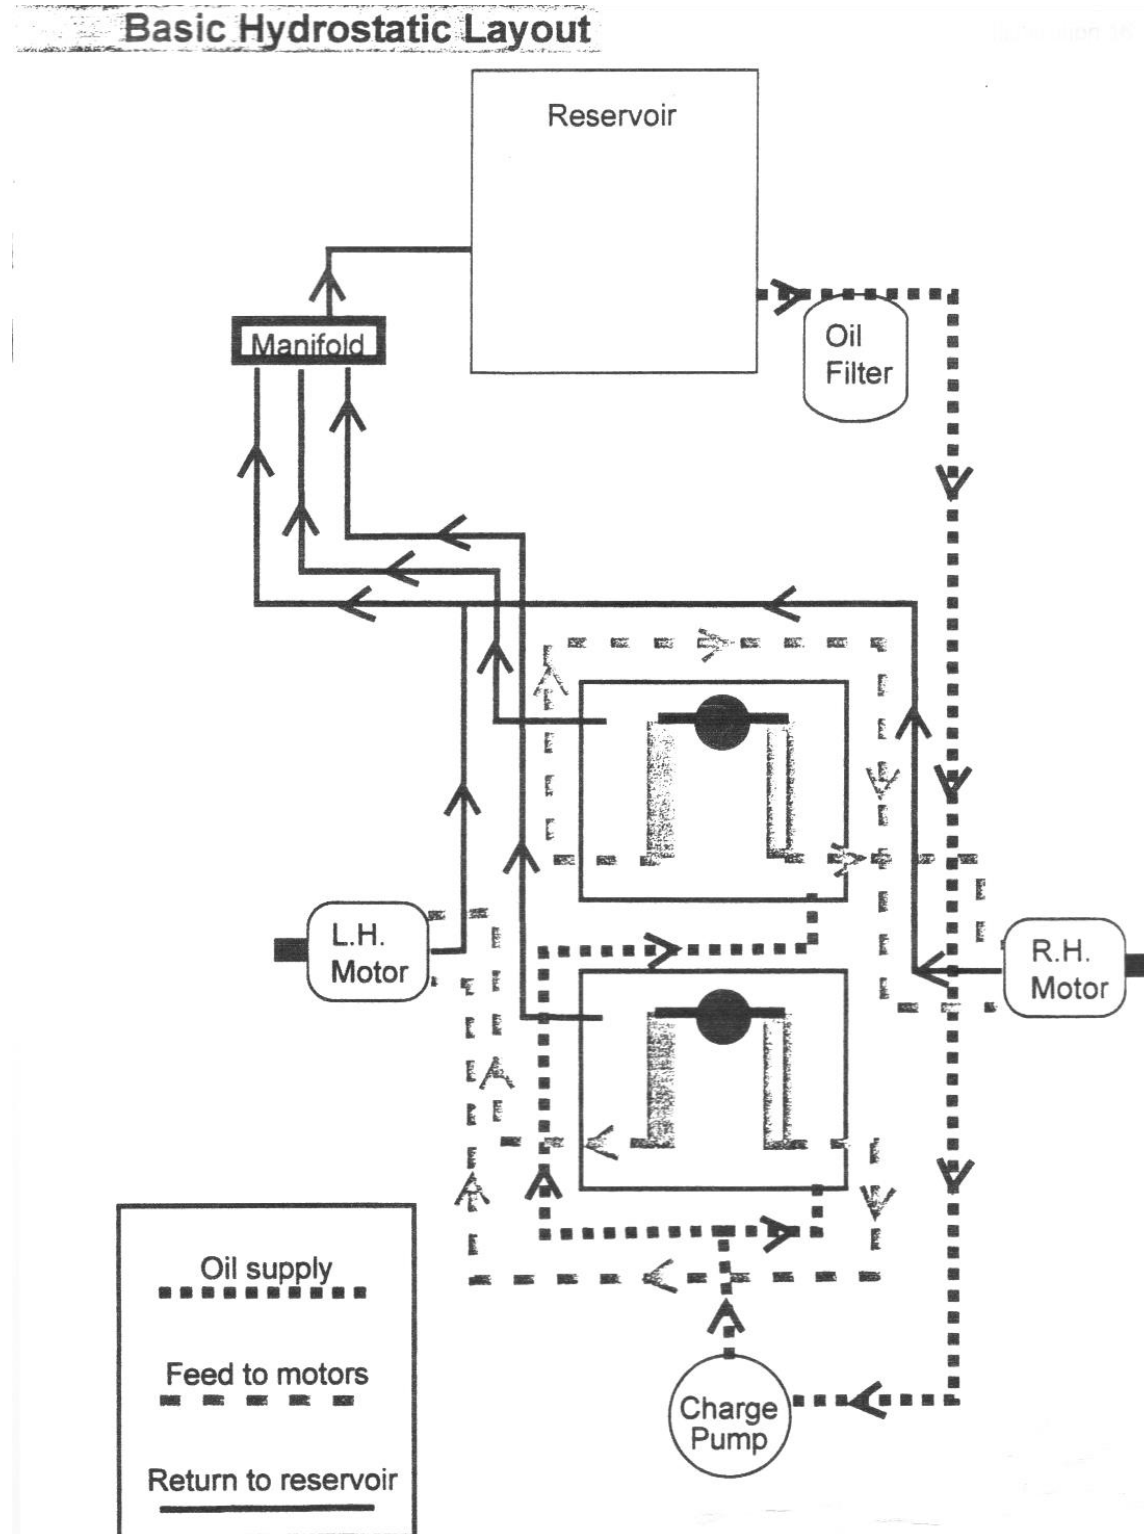 Basic Hydrostatic Layout
Reservoir
Oil
Filter
Manifold
L.H.
Motor
R.H.
Motor
Oil supply
Feed to motors
Return to reservoir
Charge
Pump